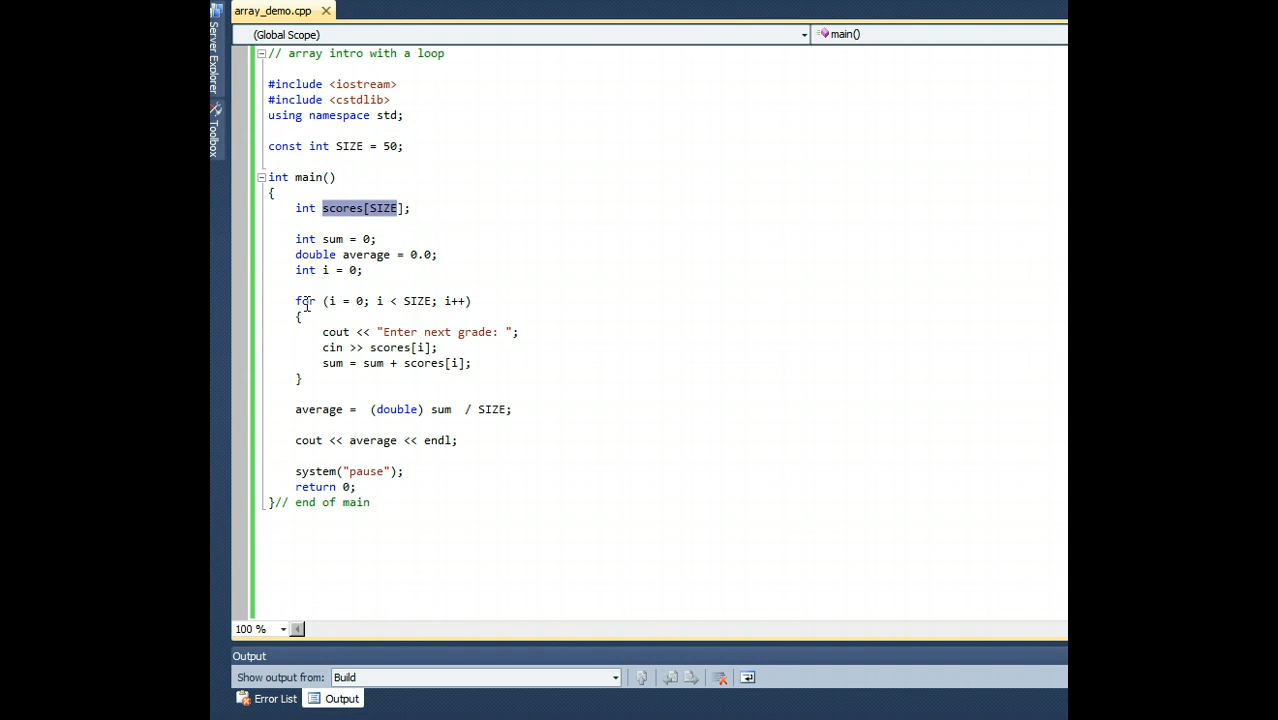 array_demo.cpp
(Global Scope)
main()
Server Explorer
Toolbox
// array intro with a loop
#include <iostream>
#include <cstdlib>
using namespace std;
const int SIZE = 50;
int main()
{
int scores[SIZE];
int sum = 0;
double average = 0.0;
int i = 0;
for (i = 0; i < SIZE; i++)
{
cout << "Enter next grade: ";
cin >> scores[i];
sum = sum + scores[i];
}
average =  (double) sum  / SIZE;
cout << average << endl;
system("pause");
return 0;
}// end of main
100 %
Output
Show output from: Build
Error List
Output